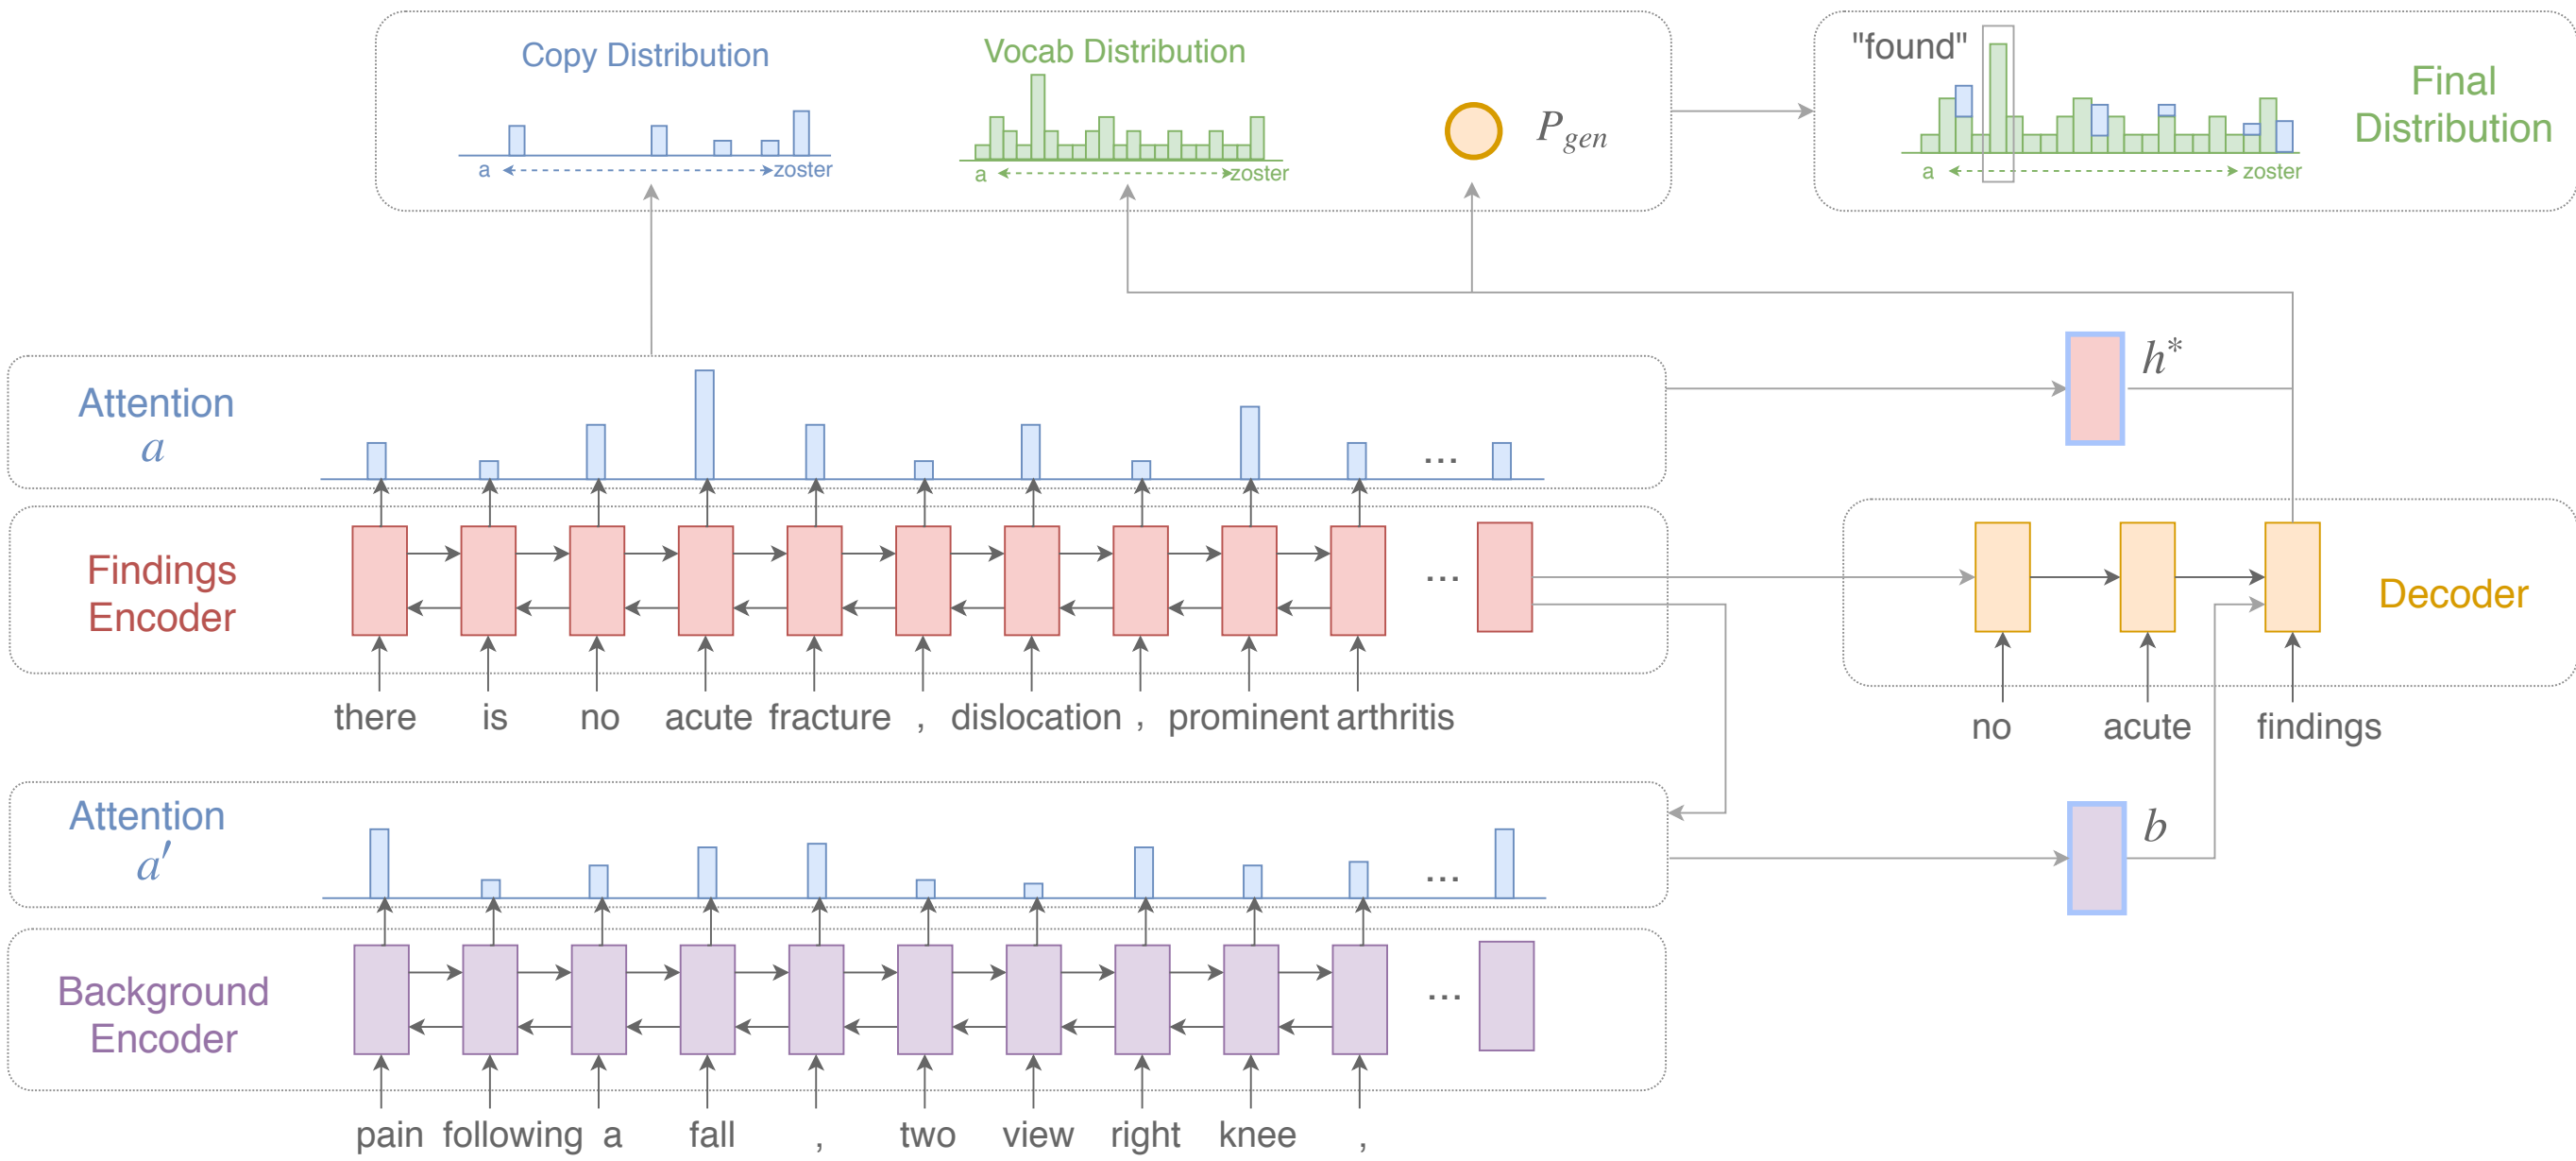 Copy Distribution
a
zoster
Vocab Distribution
a
zoster
P_gen
"found"
a
zoster
Final
Distribution
Attention
a
...
h*
Findings
Encoder
...
there is no acute fracture , dislocation , prominent arthritis
Decoder
no acute findings
Attention
a′
...
b
Background
Encoder
...
pain following a fall , two view right knee ,